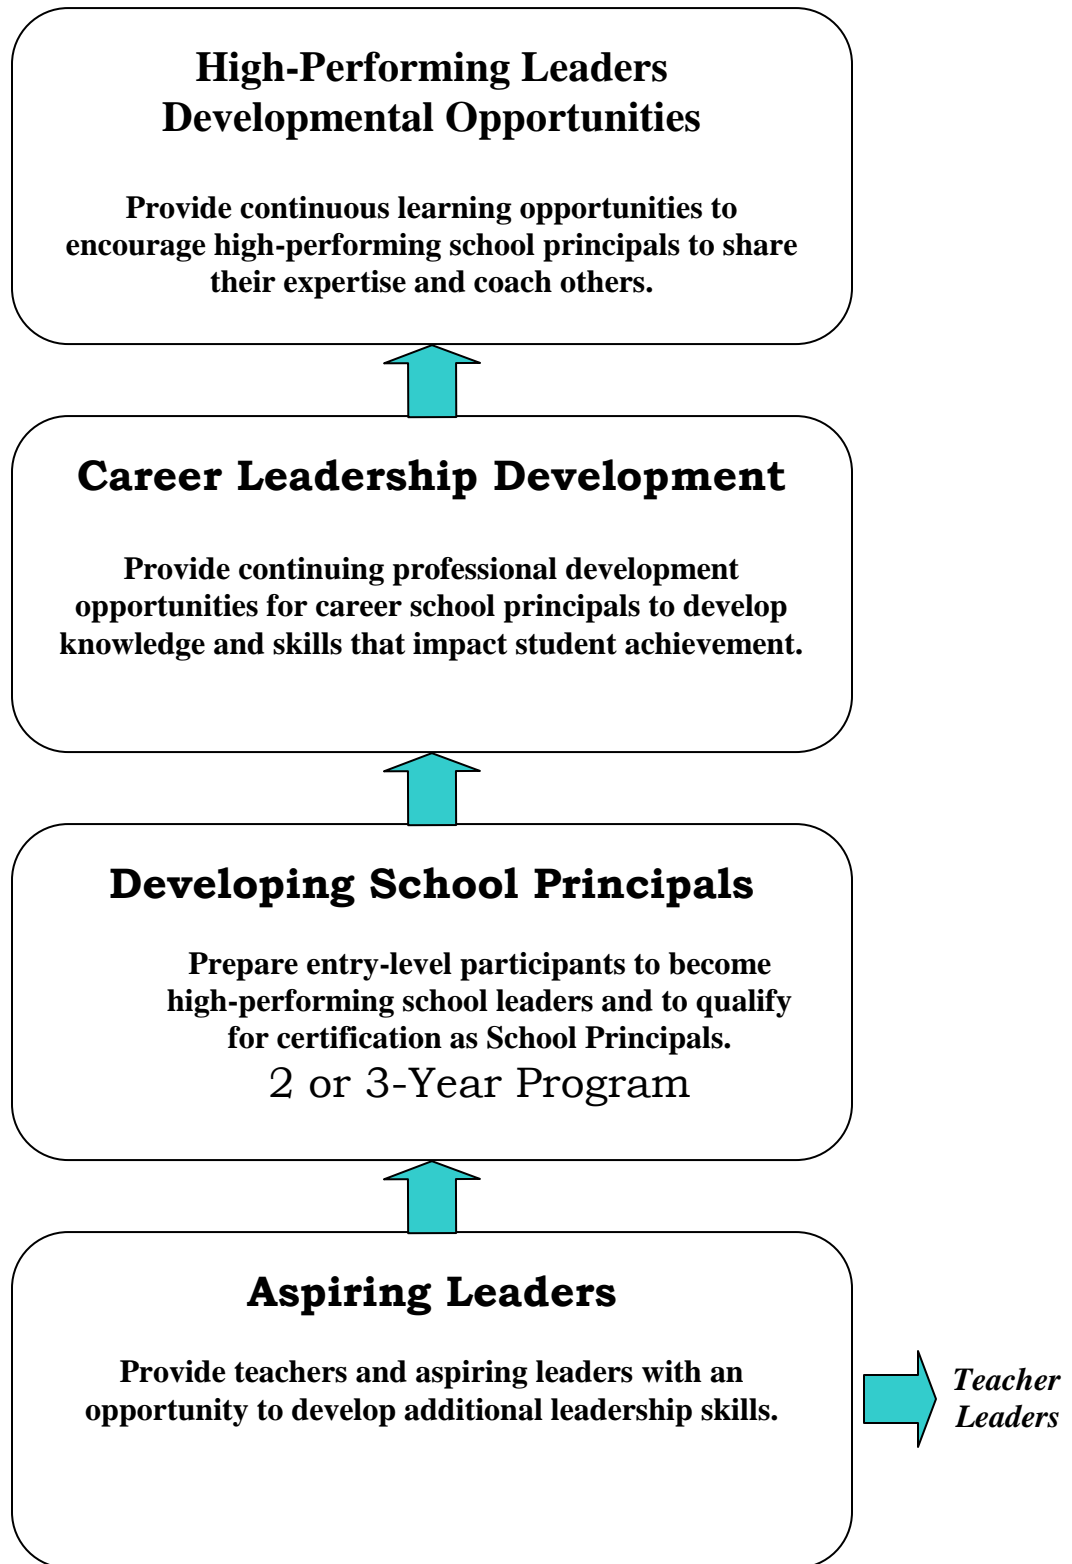 High-Performing Leaders
Developmental Opportunities
Provide continuous learning opportunities to
encourage high-performing school principals to share
their expertise and coach others.
Career Leadership Development
Provide continuing professional development
opportunities for career school principals to develop
knowledge and skills that impact student achievement.
Developing School Principals
Prepare entry-level participants to become
high-performing school leaders and to qualify
for certification as School Principals.
2 or 3-Year Program
Aspiring Leaders
Provide teachers and aspiring leaders with an
opportunity to develop additional leadership skills.
Teacher
Leaders